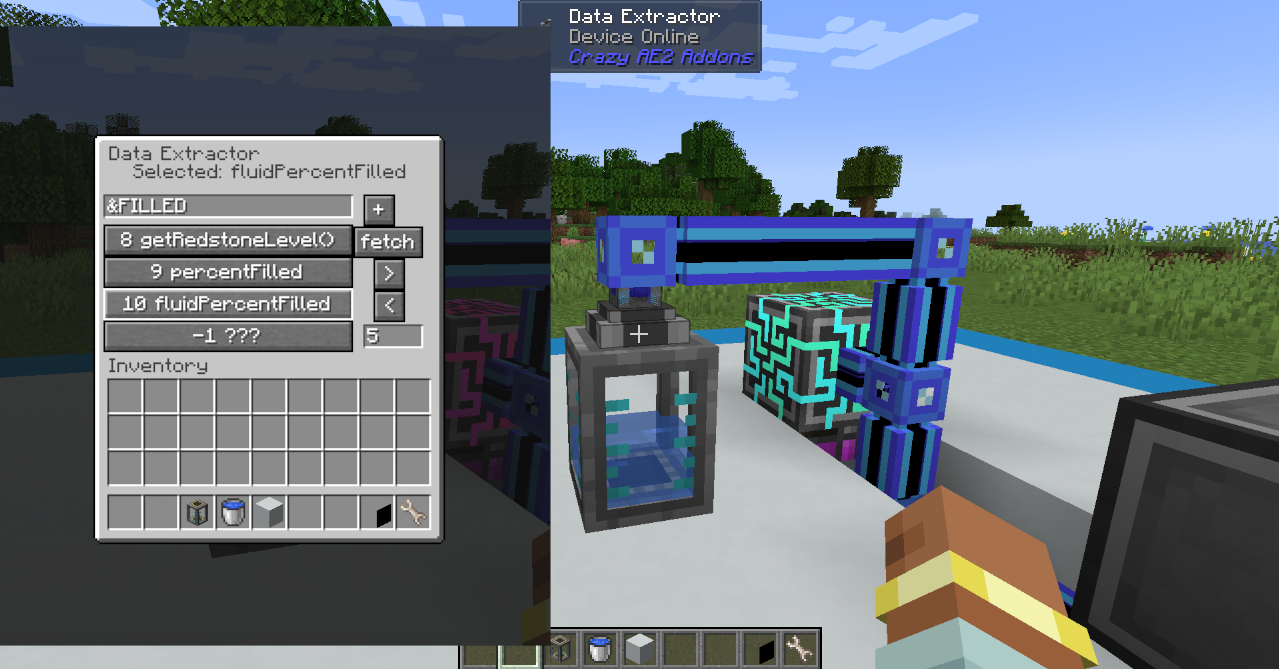 Data Extractor
Device Online
Crazy AE2 Addons
Data Extractor
Selected: fluidPercentFilled
&FILLED
+
8 getRedstoneLevel()
fetch
9 percentFilled
>
10 fluidPercentFilled
<
-1 ???
5
Inventory